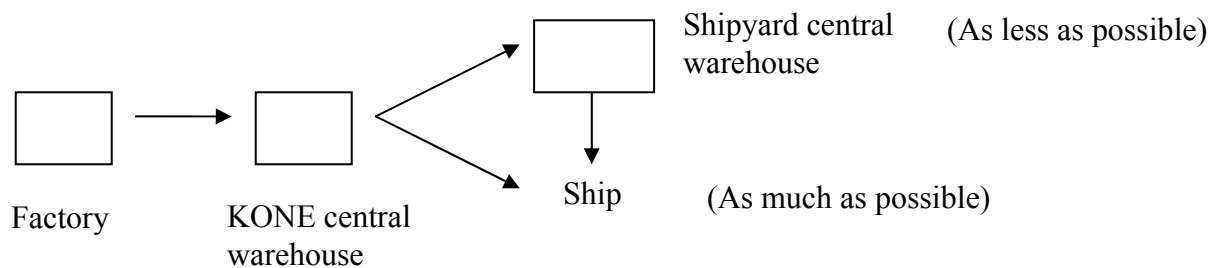 Shipyard central
warehouse
(As less as possible)
Ship
(As much as possible)
Factory
KONE central
warehouse